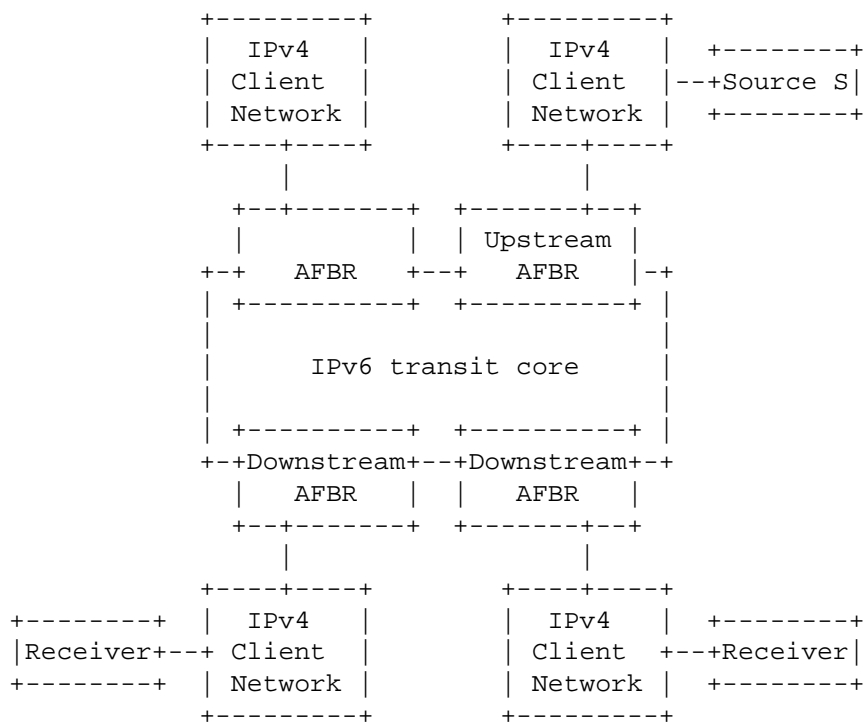 IPv4 IPv4
Client Client Source S
Network Network
Upstream
AFBR AFBR
IPv6 transit core
Downstream Downstream
AFBR AFBR
IPv4 IPv4
Receiver Client Client Receiver
Network Network